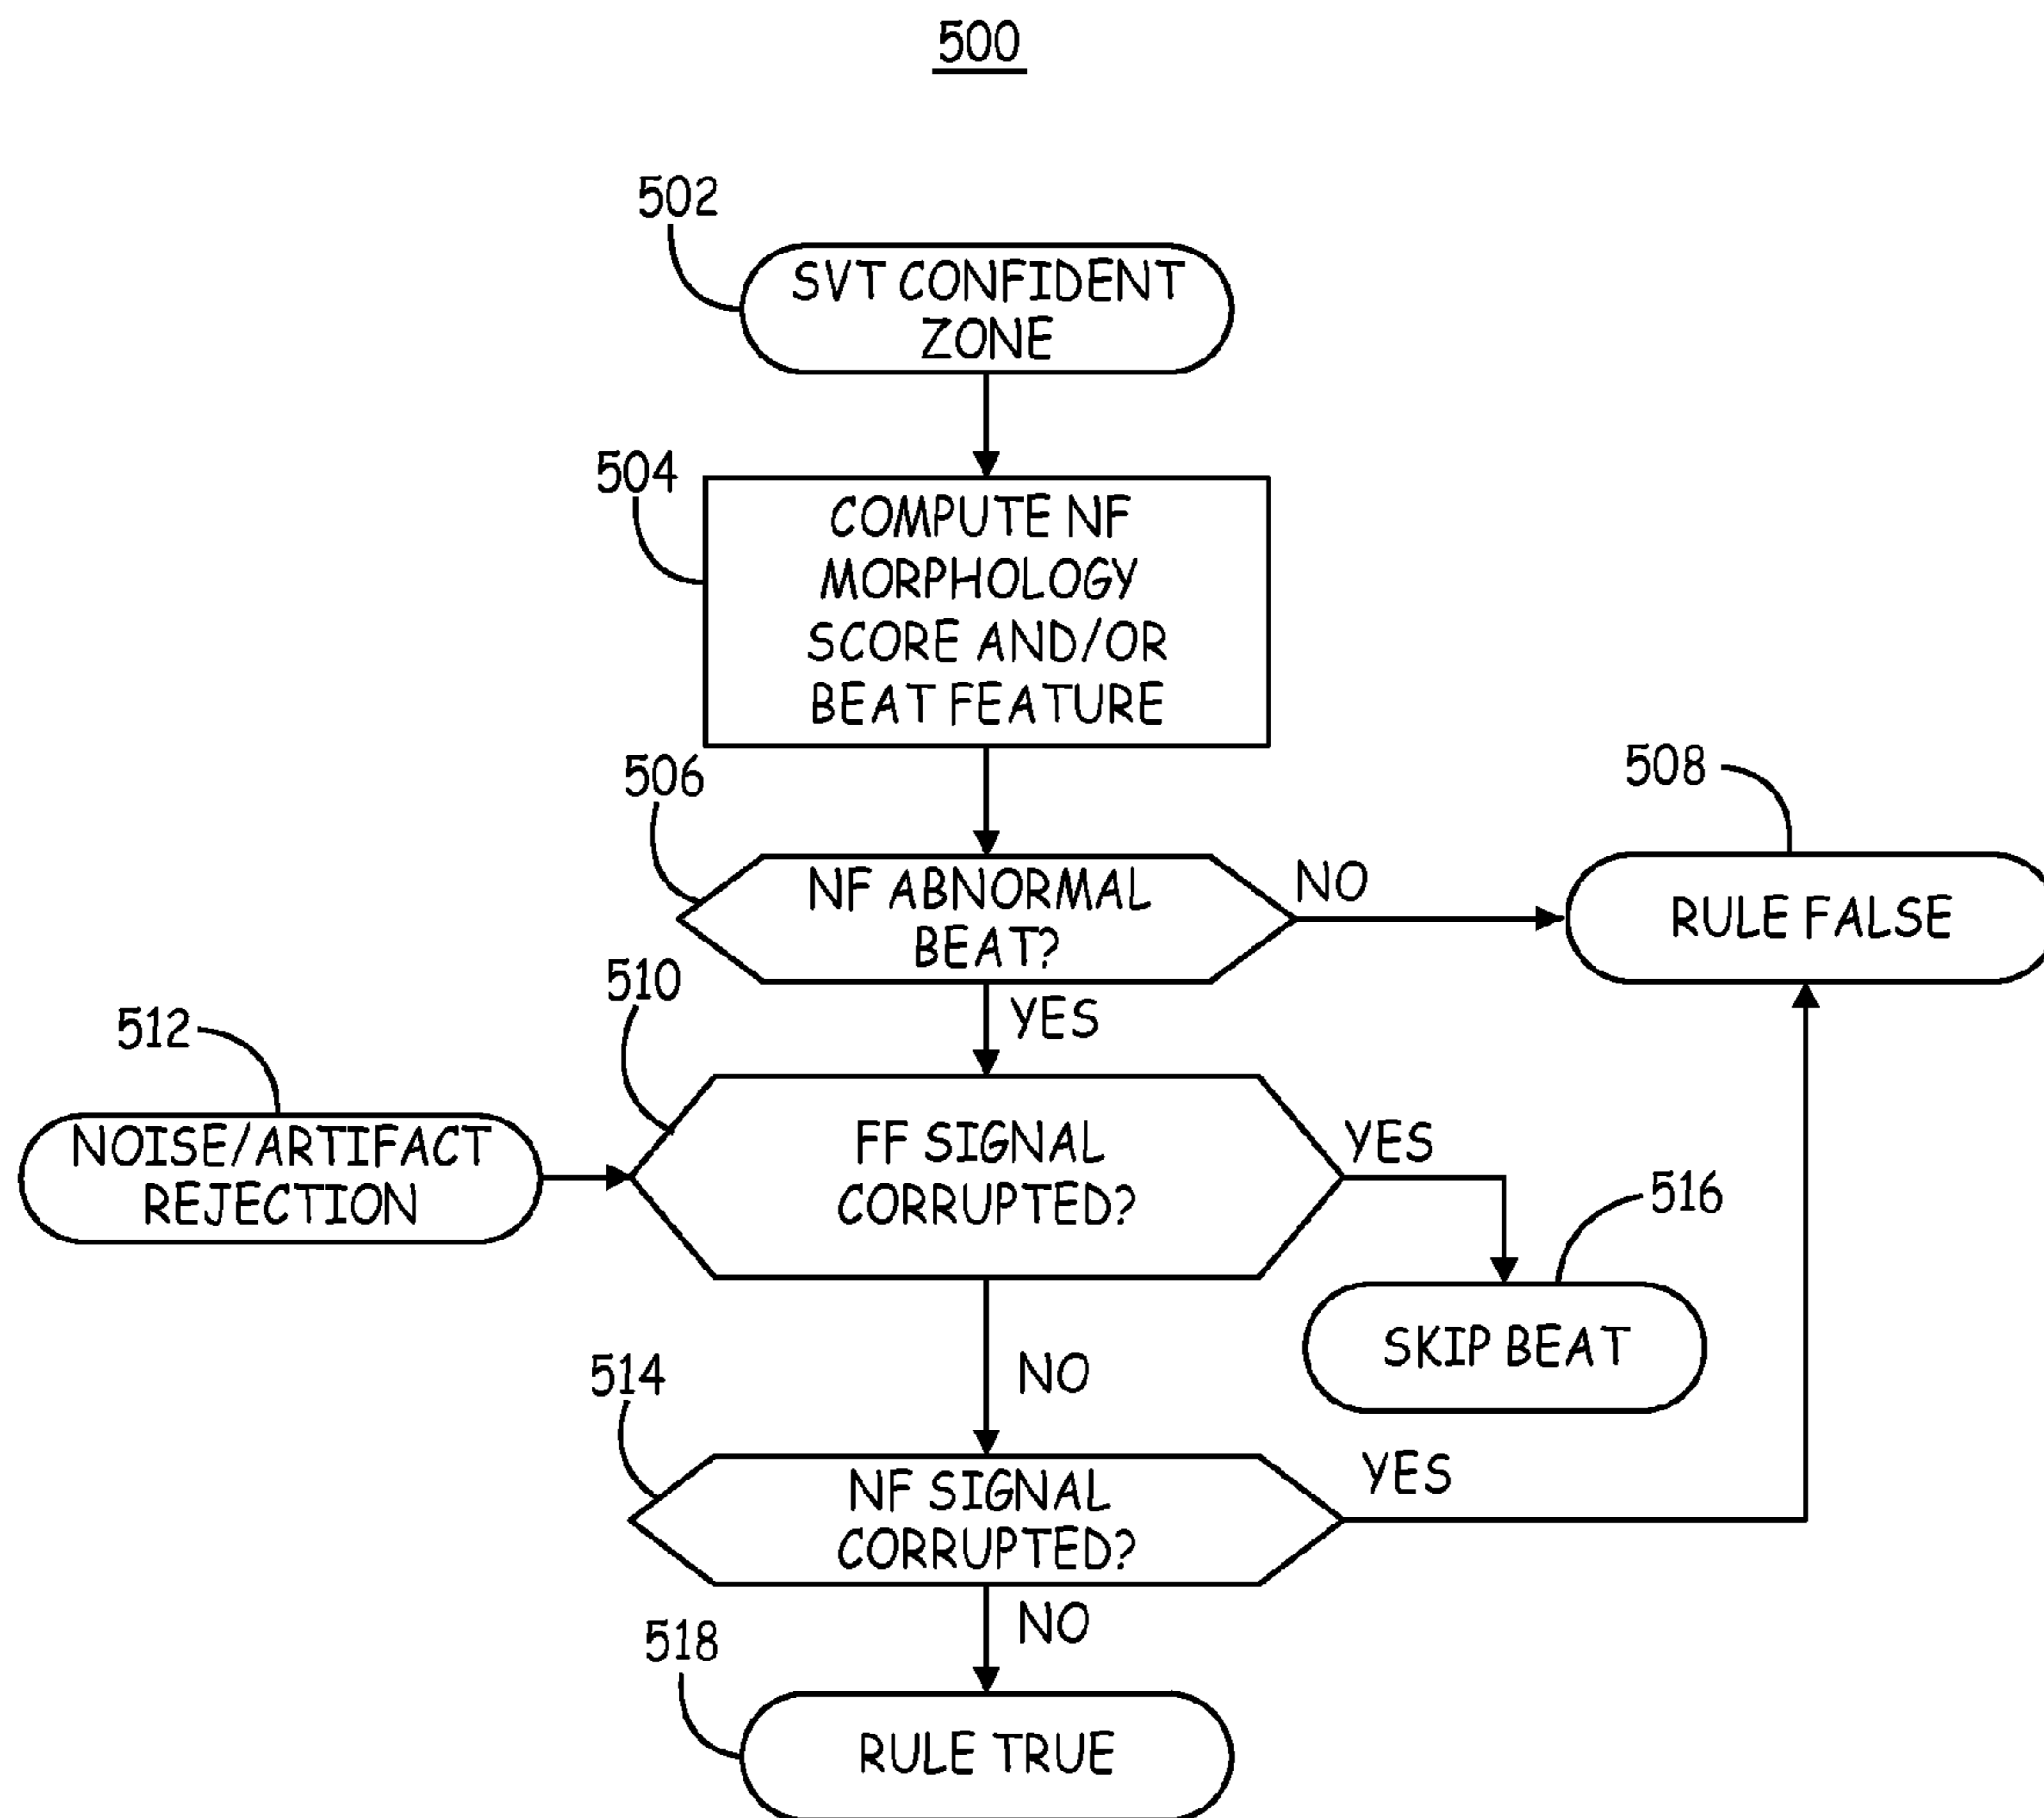 500
502
SVT CONFIDENT
ZONE
504
COMPUTE NF
MORPHOLOGY
SCORE AND/OR
BEAT FEATURE
506
NF ABNORMAL
BEAT?
NO
508
RULE FALSE
YES
510
512
NOISE/ARTIFACT
REJECTION
FF SIGNAL
CORRUPTED?
YES
516
SKIP BEAT
NO
514
NF SIGNAL
CORRUPTED?
YES
NO
518
RULE TRUE